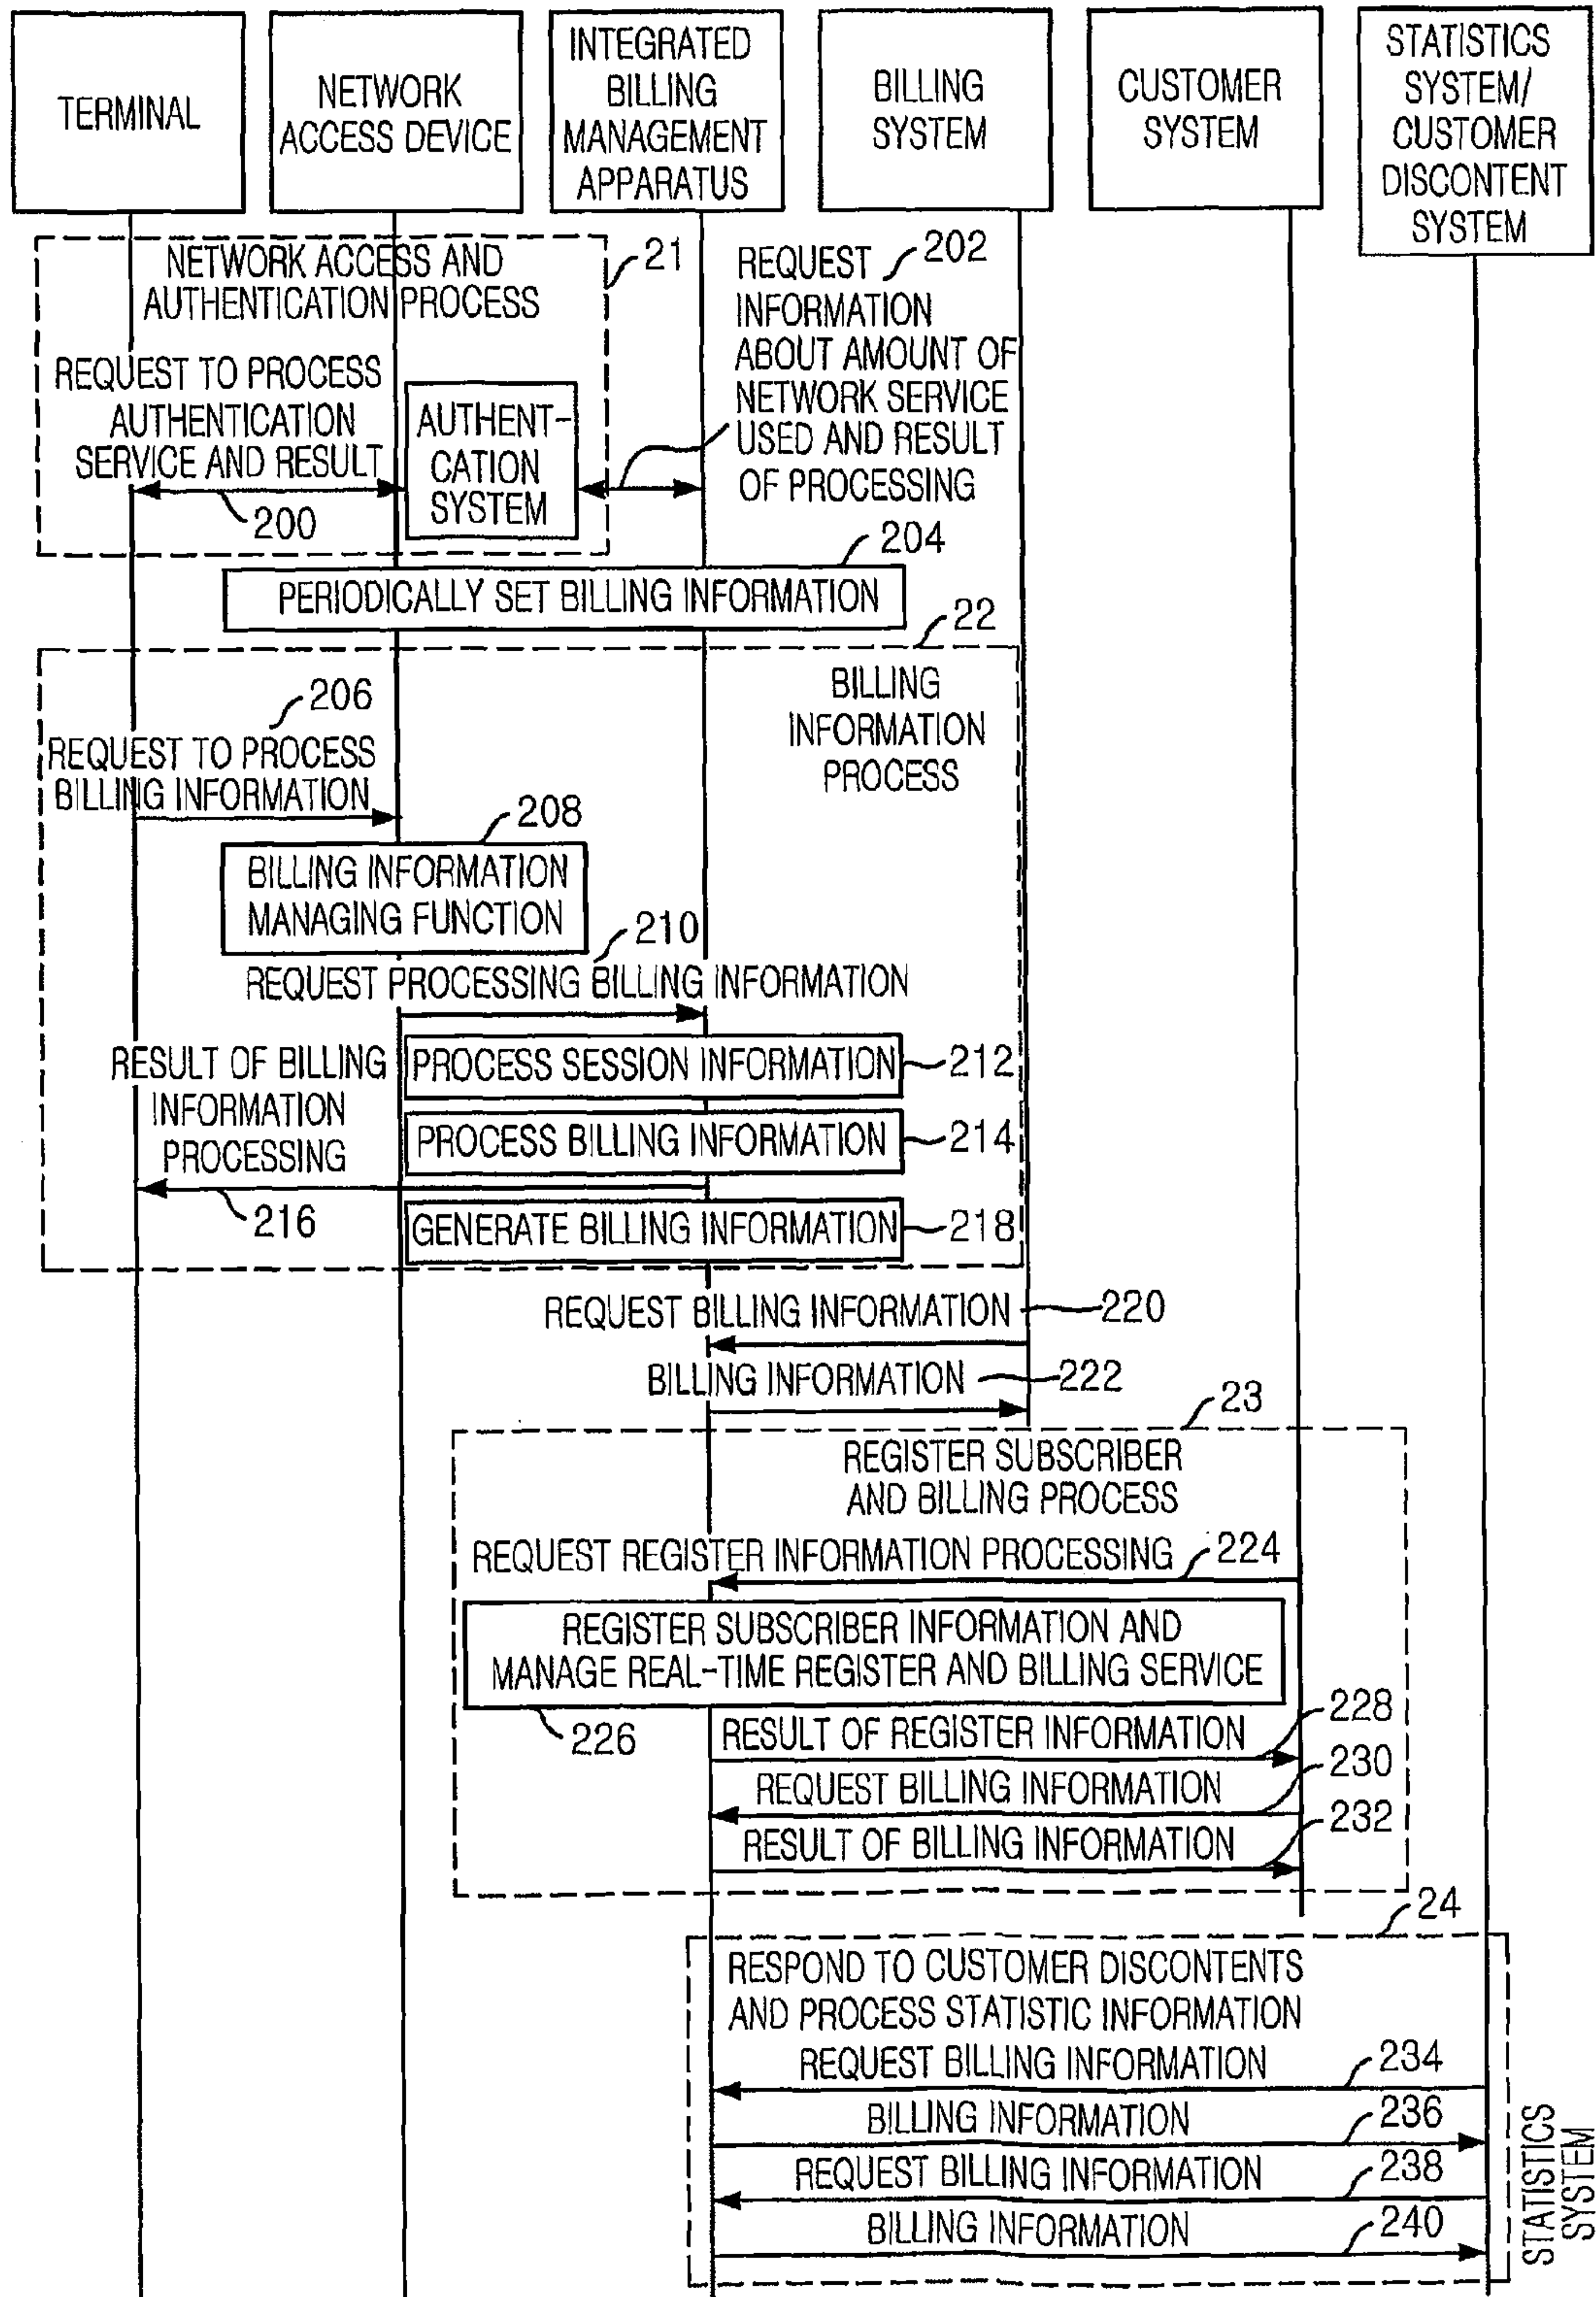 TERMINAL
NETWORK
ACCESS DEVICE
INTEGRATED
BILLING
MANAGEMENT
APPARATUS
BILLING
SYSTEM
CUSTOMER
SYSTEM
STATISTICS
SYSTEM/
CUSTOMER
DISCONTENT
SYSTEM
NETWORK ACCESS AND
AUTHENTICATION PROCESS
21
REQUEST TO PROCESS
AUTHENTICATION
SERVICE AND RESULT
200
AUTHENT-
CATION
SYSTEM
REQUEST
INFORMATION
ABOUT AMOUNT OF
NETWORK SERVICE
USED AND RESULT
OF PROCESSING
202
204
PERIODICALLY SET BILLING INFORMATION
22
BILLING
INFORMATION
PROCESS
206
REQUEST TO PROCESS
BILLING INFORMATION
208
BILLING INFORMATION
MANAGING FUNCTION
210
REQUEST PROCESSING BILLING INFORMATION
PROCESS SESSION INFORMATION
212
PROCESS BILLING INFORMATION
214
RESULT OF BILLING
INFORMATION
PROCESSING
216
GENERATE BILLING INFORMATION
218
REQUEST BILLING INFORMATION
220
BILLING INFORMATION
222
23
REGISTER SUBSCRIBER
AND BILLING PROCESS
REQUEST REGISTER INFORMATION PROCESSING
224
REGISTER SUBSCRIBER INFORMATION AND
MANAGE REAL-TIME REGISTER AND BILLING SERVICE
226
RESULT OF REGISTER INFORMATION
228
REQUEST BILLING INFORMATION
230
RESULT OF BILLING INFORMATION
232
24
RESPOND TO CUSTOMER DISCONTENTS
AND PROCESS STATISTIC INFORMATION
REQUEST BILLING INFORMATION
234
BILLING INFORMATION
236
REQUEST BILLING INFORMATION
238
BILLING INFORMATION
240
STATISTICS
SYSTEM